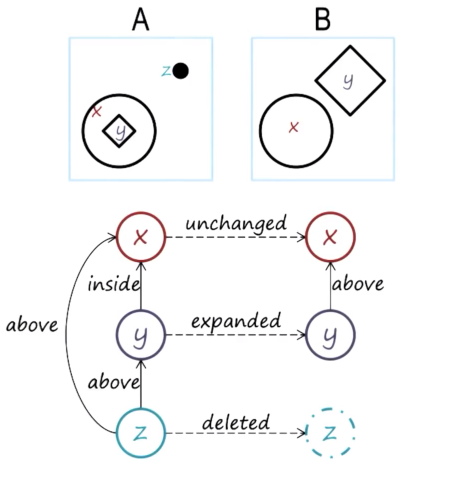 A B
z
x
y
y
x
x unchanged x
inside above
above
y expanded y
above
z deleted z